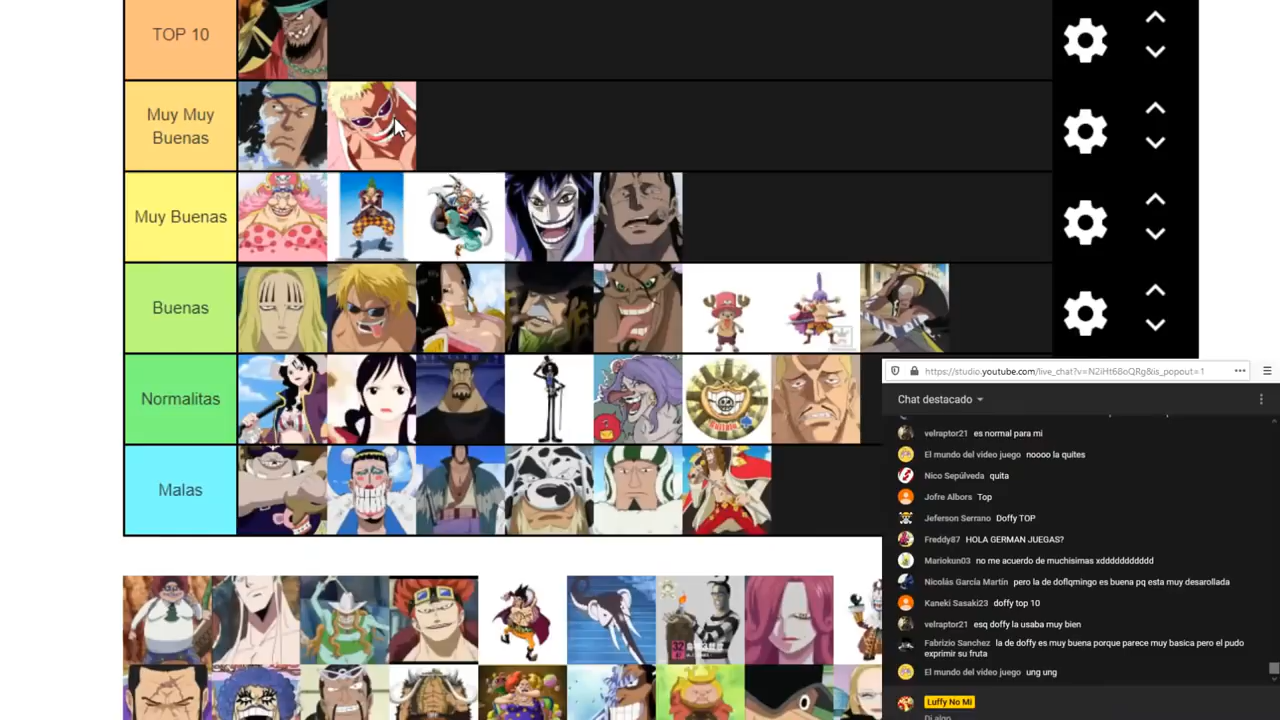 TOP 10
Muy Muy
Buenas
Muy Buenas
Buenas
Normalitas
Malas
https://studio.youtube.com/live_chat?v=N2iHt68oQRg&is_popout=1
Chat destacado
velraptor21 es normal para mi
El mundo del video juego noooo la quites
Nico Sepúlveda quita
Jofre Albors Top
Jeferson Serrano Doffy TOP
Freddy87 HOLA GERMAN JUEGAS?
Mariokun03 no me acuerdo de muchisimas xddddddddddd
Nicolás García Martín pero la de doflqmingo es buena pq esta muy desarollada
Kaneki Sasaki23 doffy top 10
velraptor21 esq doffy la usaba muy bien
Fabrizio Sanchez la de doffy es muy buena porque parece muy basica pero el pudo
exprimir su fruta
El mundo del video juego ung ung
Luffy No Mi
Di algo